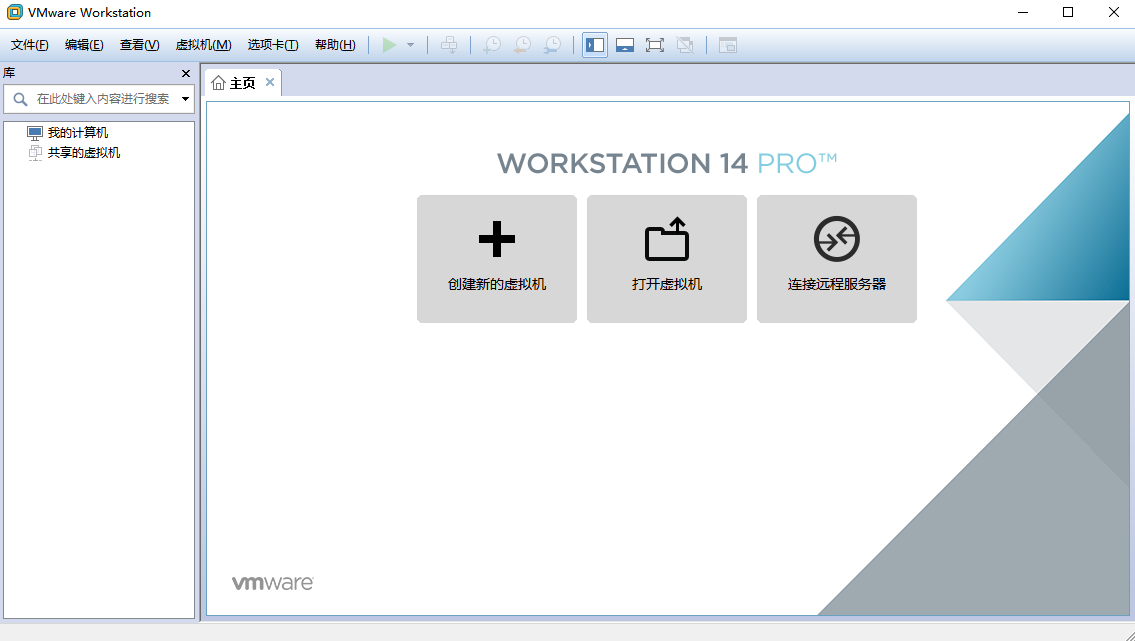 VMware Workstation
文件(F) 编辑(E) 查看(V) 虚拟机(M) 选项卡(T) 帮助(H)
库
在此处键入内容进行搜索
我的计算机
共享的虚拟机
主页
WORKSTATION 14 PRO™
创建新的虚拟机
打开虚拟机
连接远程服务器
vmware